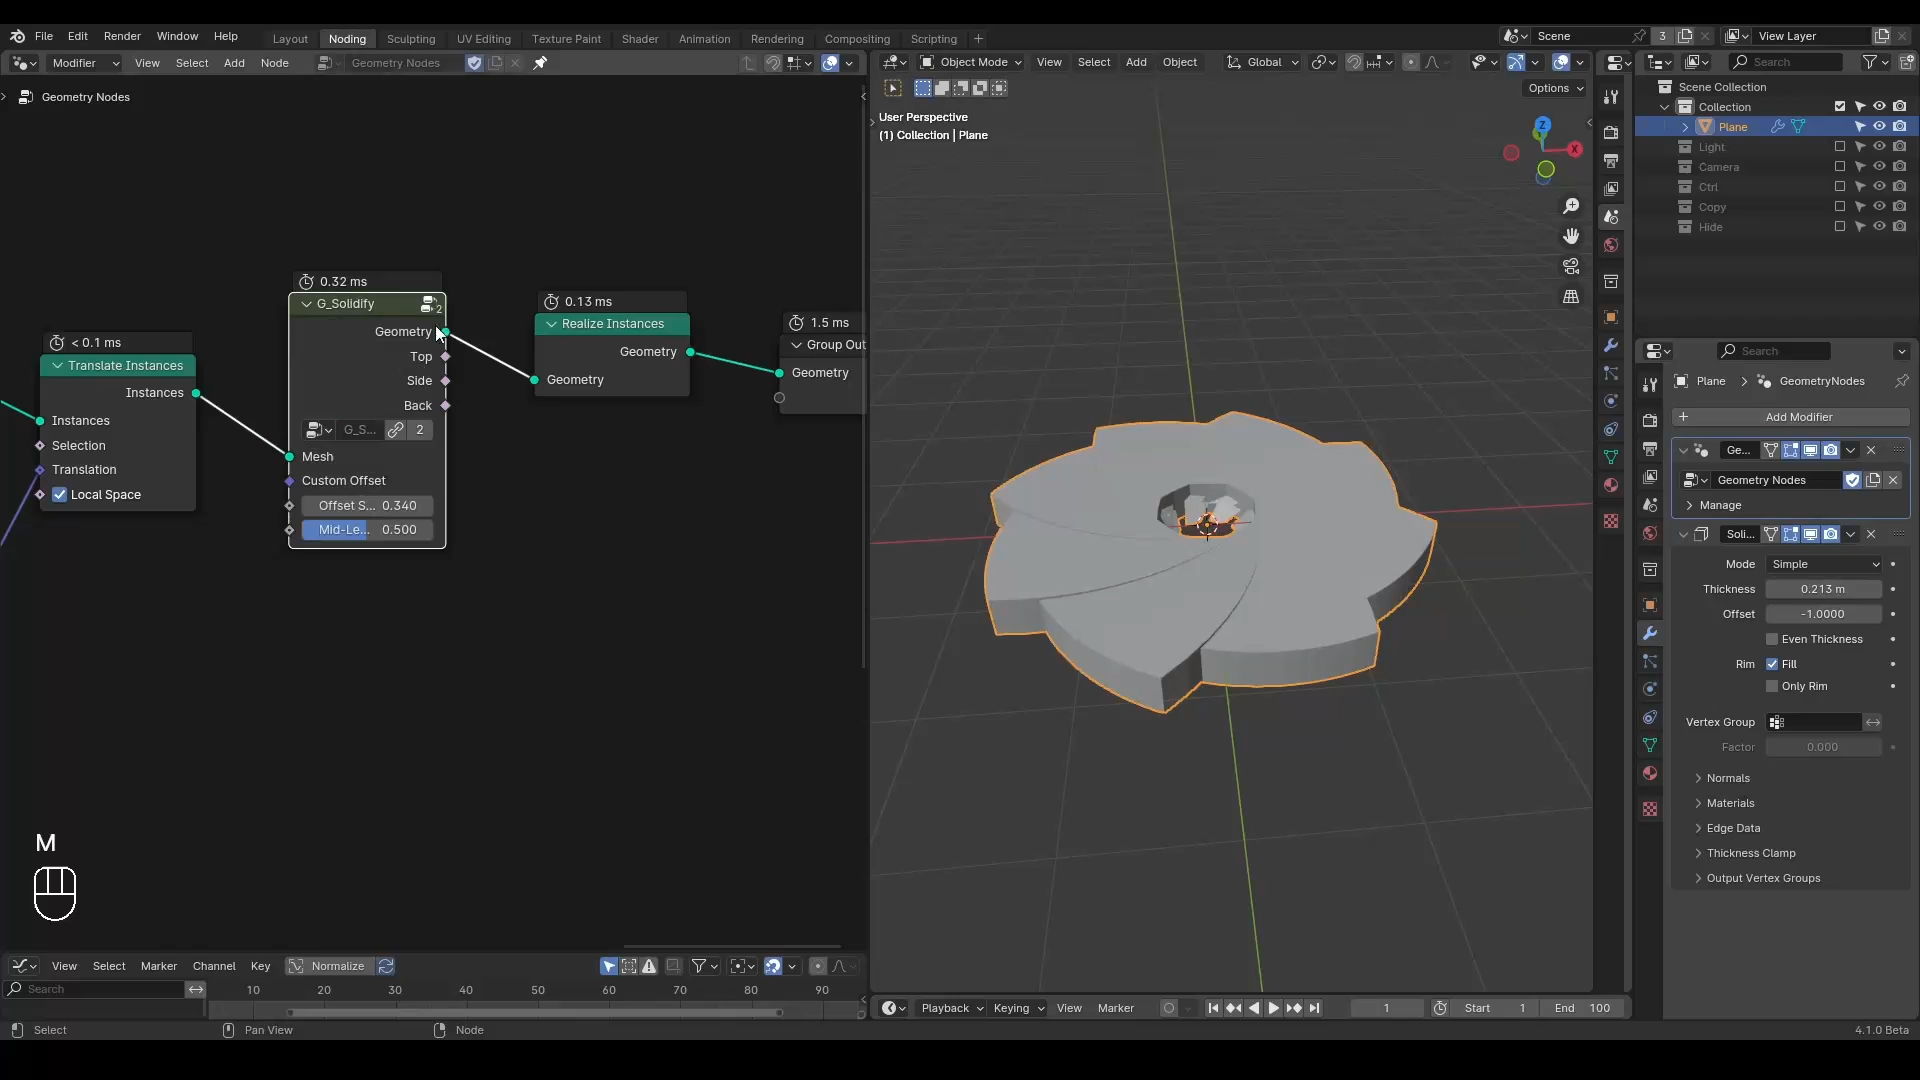 File Edit Render Window Help
Layout Noding Sculpting UV Editing Texture Paint Shader Animation Rendering Compositing Scripting +
Scene 3 View Layer
Modifier View Select Add Node Geometry Nodes
Object Mode View Select Add Object Global
Search
Options
Geometry Nodes
User Perspective
(1) Collection | Plane
Z
X
Scene Collection
Collection
Plane
Light
Camera
Ctrl
Copy
Hide
< 0.1 ms
Translate Instances
Instances
Instances
Selection
Translation
Local Space
0.32 ms
G_Solidify 2
Geometry
Top
Side
Back
G_S... 2
Mesh
Custom Offset
Offset S... 0.340
Mid-Le... 0.500
0.13 ms
Realize Instances
Geometry
Geometry
1.5 ms
Group Out
Geometry
Search
Plane > GeometryNodes
+ Add Modifier
Ge...
Geometry Nodes
Manage
Soli...
Mode Simple
Thickness 0.213 m
Offset -1.0000
Even Thickness
Rim Fill
Only Rim
Vertex Group
Factor 0.000
Normals
Materials
Edge Data
Thickness Clamp
Output Vertex Groups
M
View Select Marker Channel Key Normalize
Search
10 20 30 40 50 60 70 80 90
Playback Keying View Marker 1 Start 1 End 100
Select Pan View Node
4.1.0 Beta